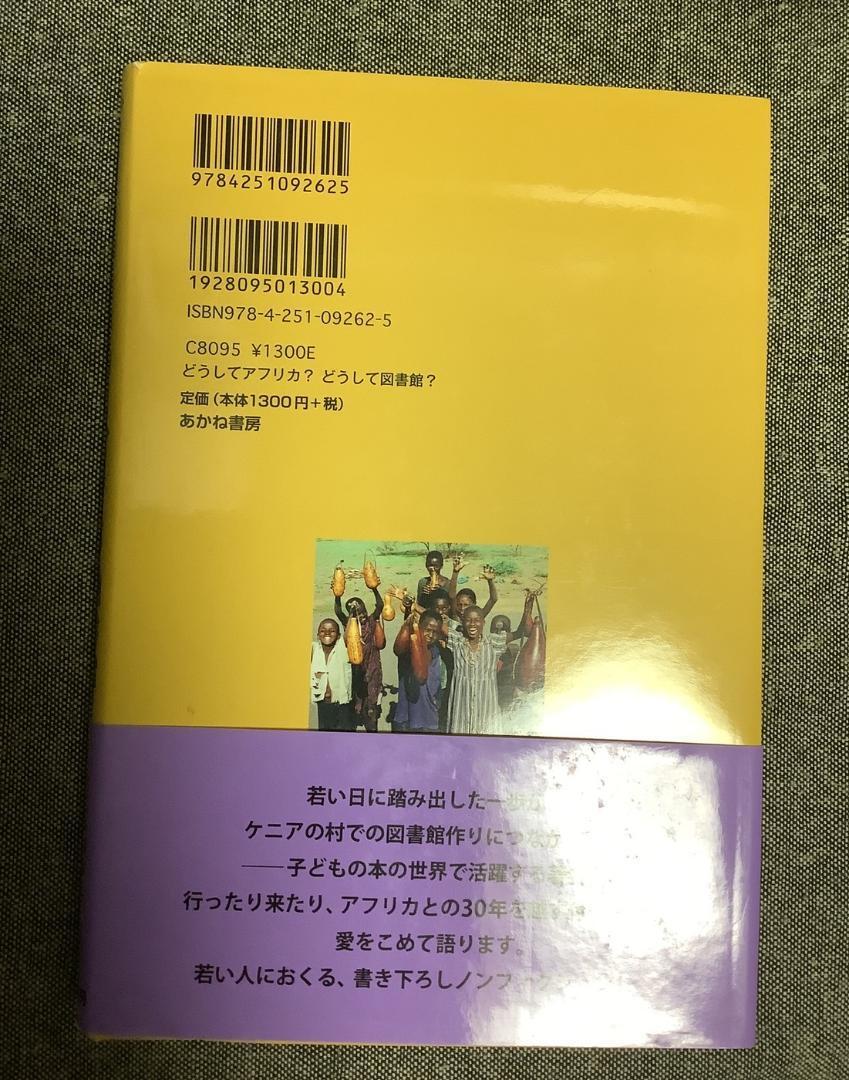 9784251092625
1928095013004
ISBN978-4-251-09262-5
C8095 ¥1300E
どうしてアフリカ？ どうして図書館？
定価（本体1300円＋税）
あかね書房
若い日に踏み出した一歩が
ケニアの村での図書館作りにつなが
——子どもの本の世界で活躍する
行ったり来たり、アフリカとの30年を
愛をこめて語ります。
若い人におくる、書き下ろしノンフィク